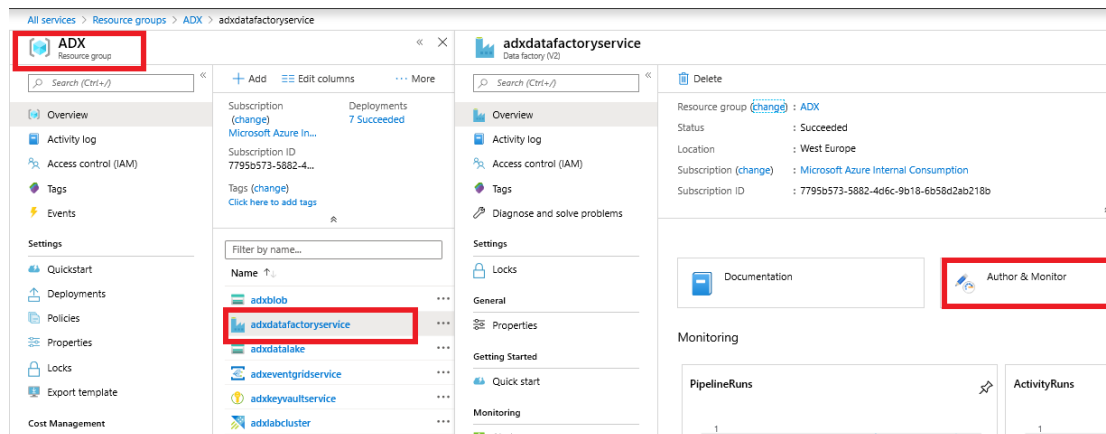 All services > Resource groups > ADX > adxdatafactoryservice
ADX
Resource group
Search (Ctrl+/)
Overview
Activity log
Access control (IAM)
Tags
Events
Settings
Quickstart
Deployments
Policies
Properties
Locks
Export template
Cost Management
Add
Edit columns
More
Subscription
(change)
Microsoft Azure In...
Deployments
7 Succeeded
Subscription ID
7795b573-5882-4...
Tags (change)
Click here to add tags
Filter by name...
Name
adxblob
adxdatafactoryservice
adxdatalake
adxeventgridservice
adxkeyvaultservice
adxlabcluster
adxdatafactoryservice
Data factory (V2)
Search (Ctrl+/)
Overview
Activity log
Access control (IAM)
Tags
Diagnose and solve problems
Settings
Locks
General
Properties
Getting Started
Quick start
Monitoring
Delete
Resource group (change) : ADX
Status : Succeeded
Location : West Europe
Subscription (change) : Microsoft Azure Internal Consumption
Subscription ID : 7795b573-5882-4d6c-9b18-6b58d2ab218b
Documentation
Author & Monitor
Monitoring
PipelineRuns
1
ActivityRuns
1